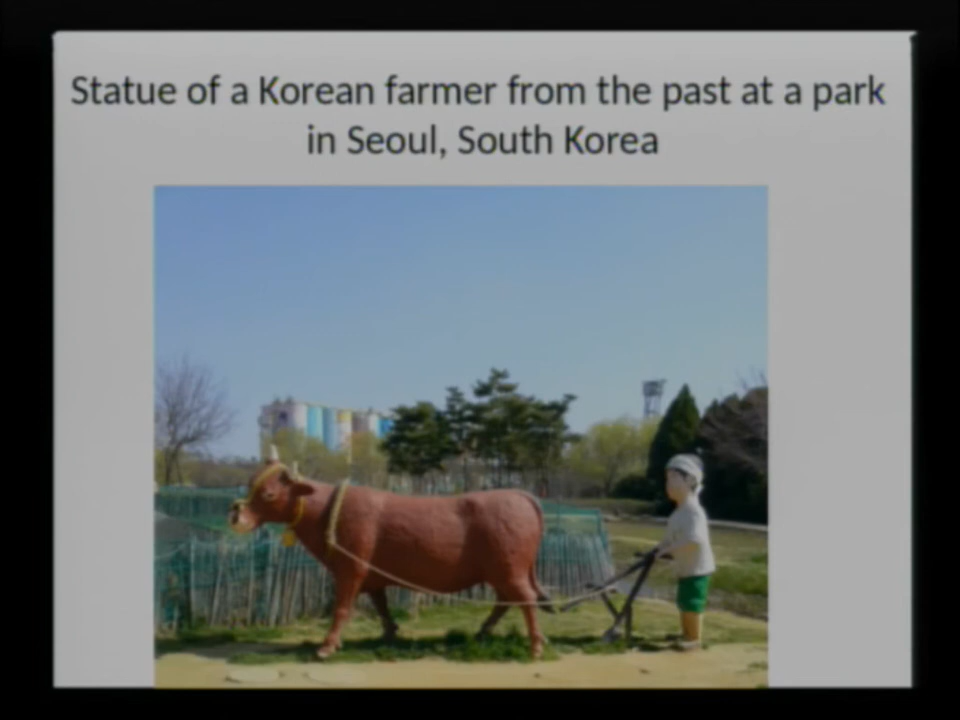 Statue of a Korean farmer from the past at a park
in Seoul, South Korea